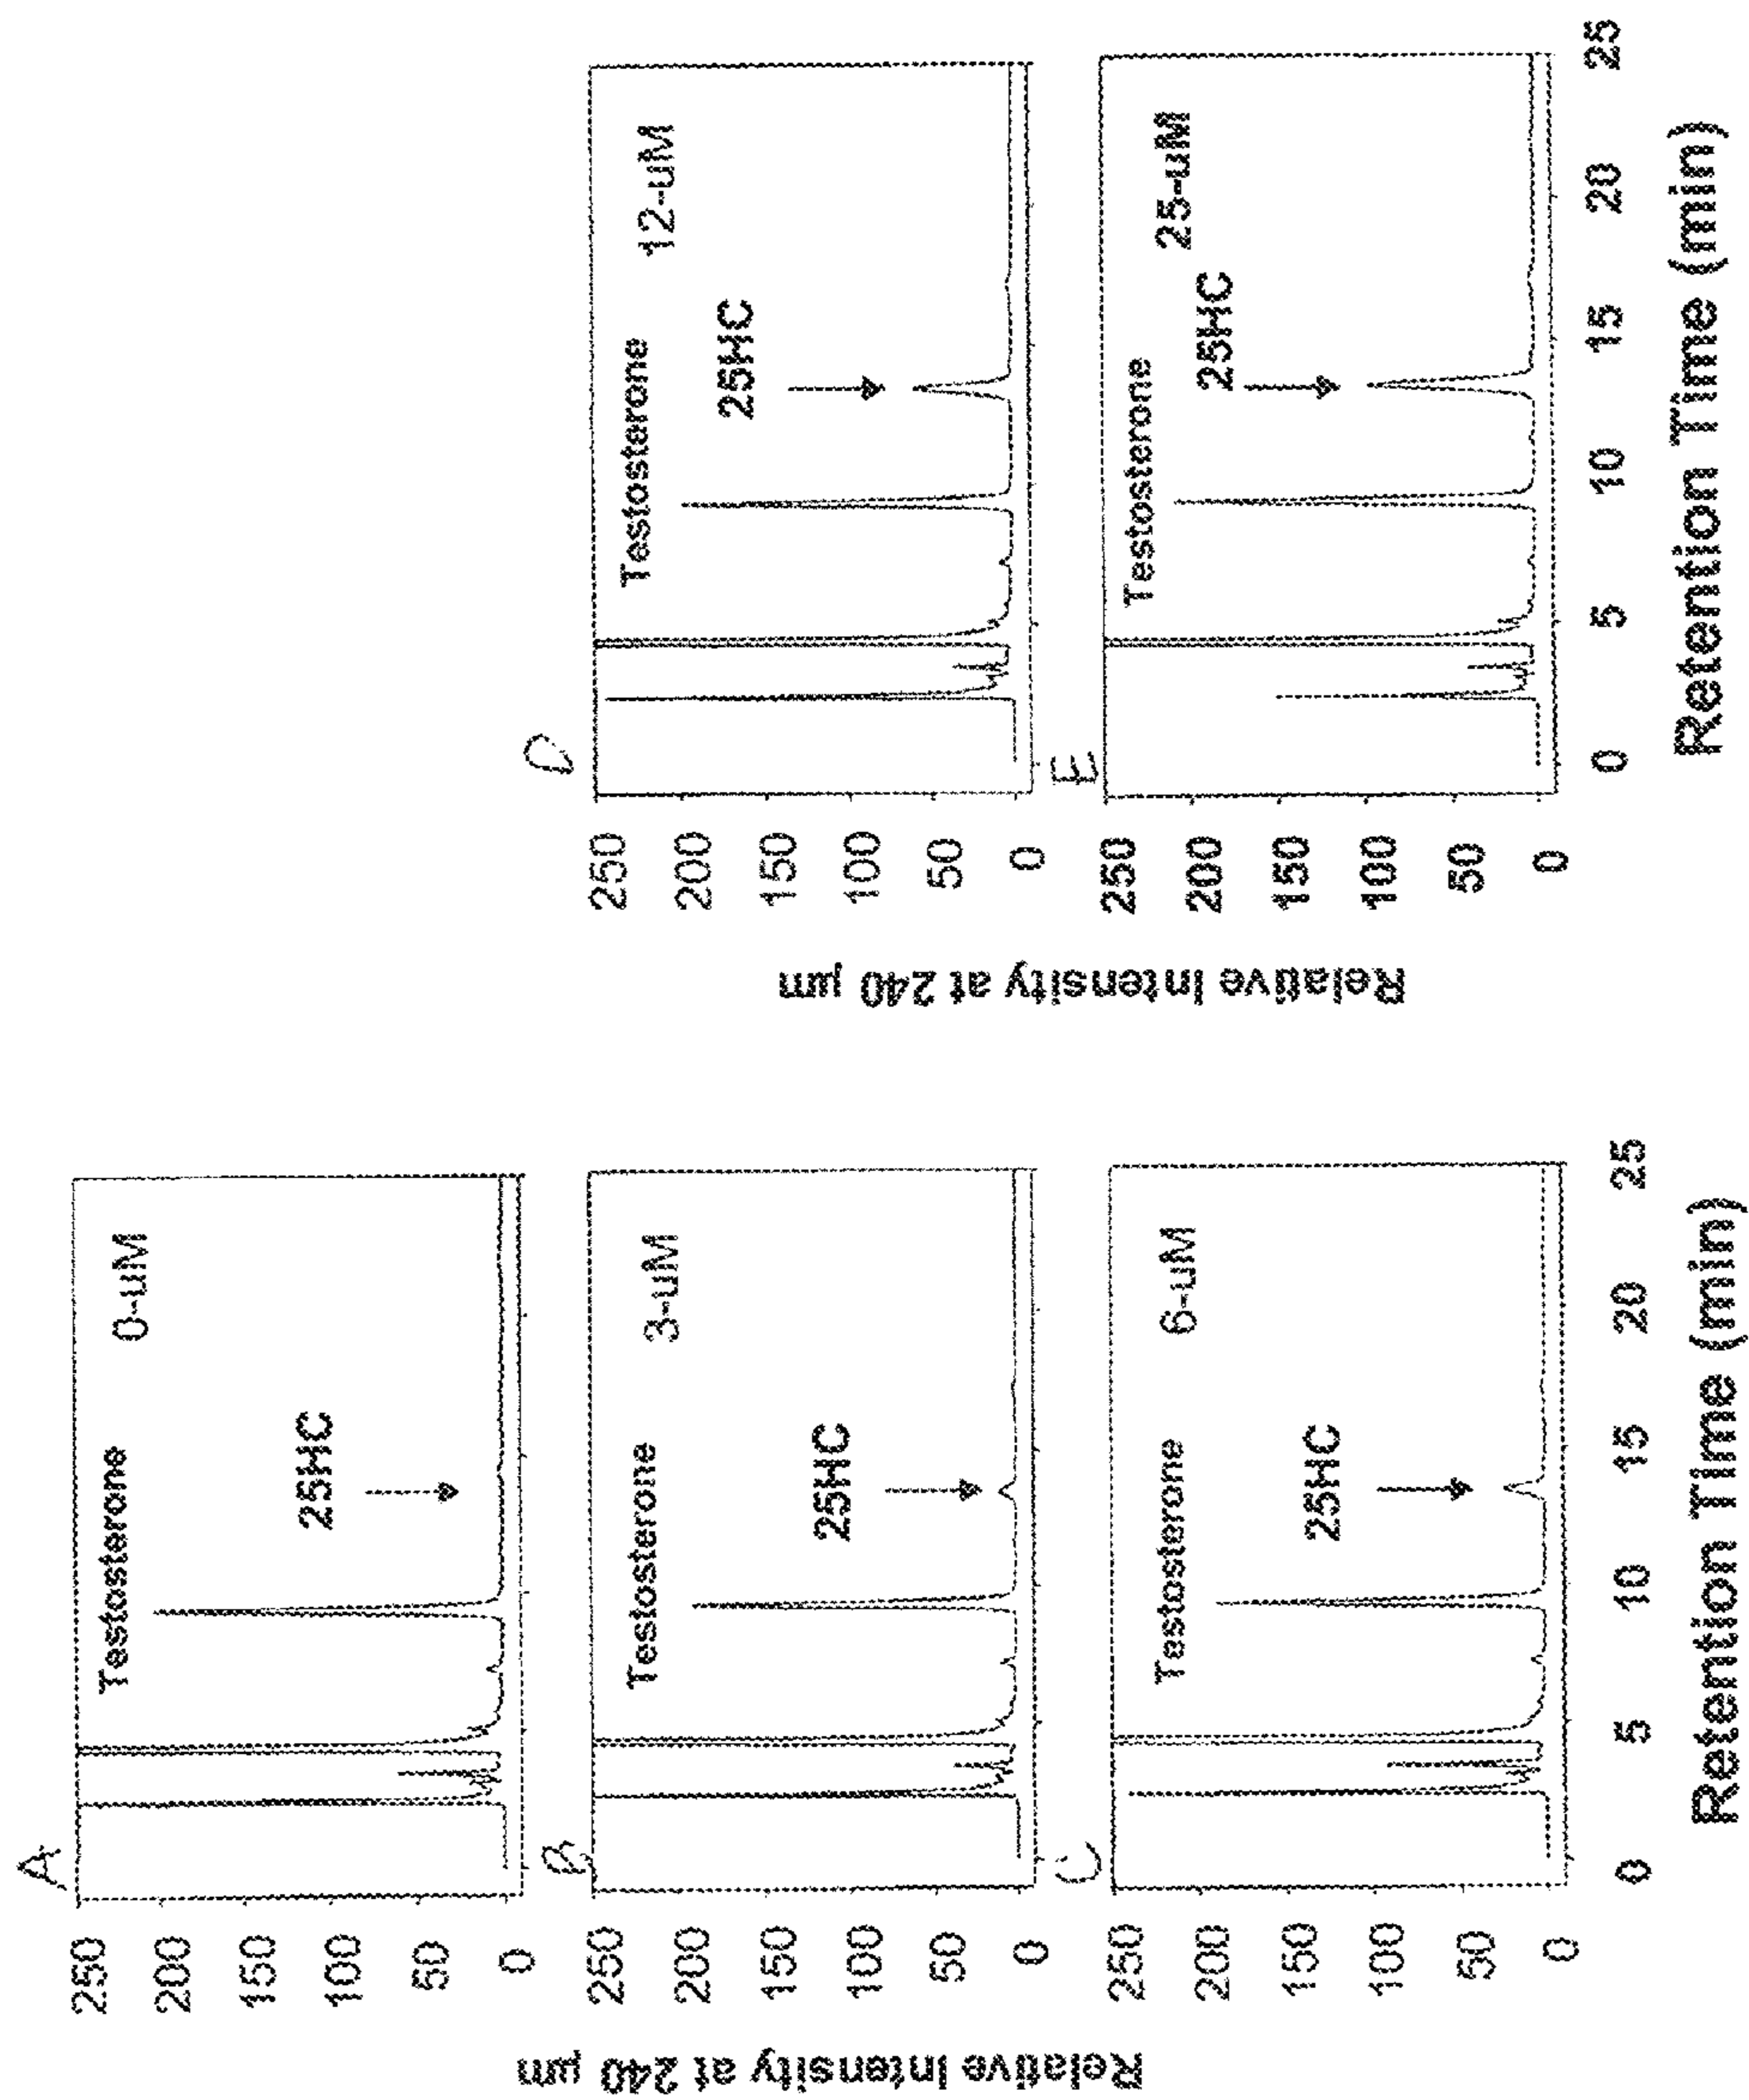 A
Testosterone
0-uM
25HC
250
200
150
100
50
0
B
Testosterone
3-uM
25HC
250
200
150
100
50
0
C
Testosterone
6-uM
25HC
250
200
150
100
50
0
0
5
10
15
20
25
Retention Time (min)
Relative Intensity at 240 μm
D
Testosterone
12-uM
25HC
250
200
150
100
50
0
E
Testosterone
25-uM
25HC
250
200
150
100
50
0
0
5
10
15
20
25
Retention Time (min)
Relative Intensity at 240 μm